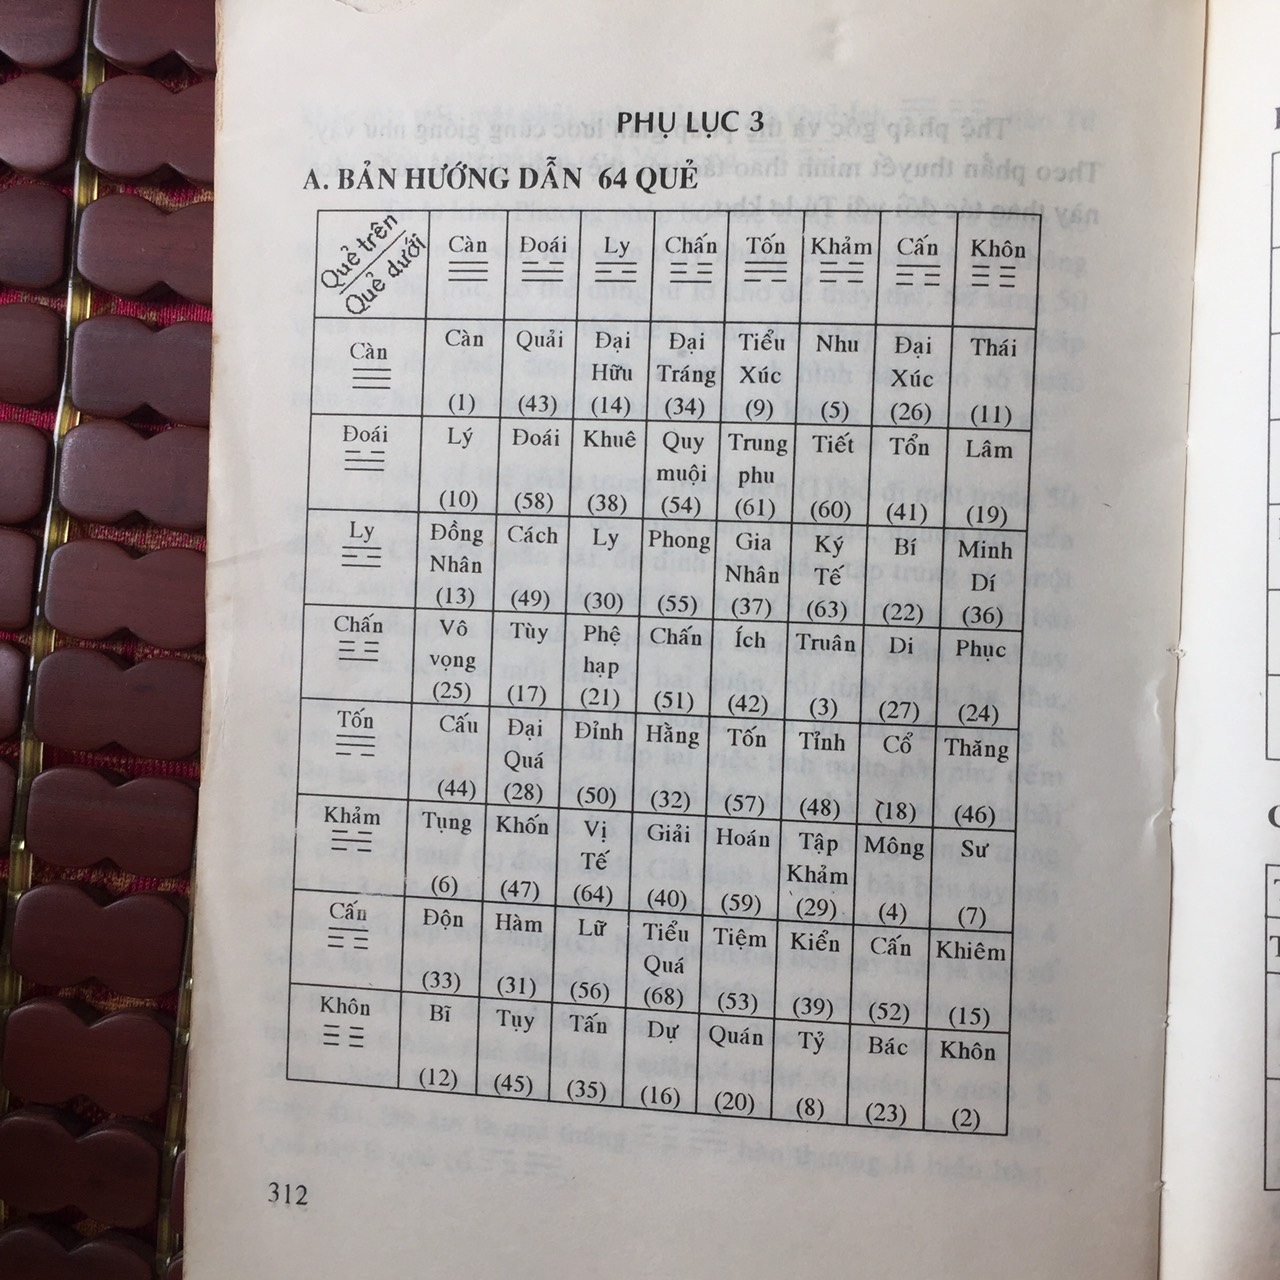 PHỤ LỤC 3
A. BẢN HƯỚNG DẪN 64 QUẺ
Quẻ trên
Quẻ dưới
Càn Đoái Ly Chấn Tốn Khảm Cấn Khôn
Càn Càn Quải Đại Đại Tiểu Nhu Đại Thái
Hữu Tráng Xúc Xúc
(1) (43) (14) (34) (9) (5) (26) (11)
Đoái Lý Đoái Khuê Quy Trung Tiết Tổn Lâm
muội phu
(10) (58) (38) (54) (61) (60) (41) (19)
Ly Đồng Cách Ly Phong Gia Ký Bí Minh
Nhân Nhân Tế Dí
(13) (49) (30) (55) (37) (63) (22) (36)
Chấn Vô Tùy Phệ Chấn Ích Truân Di Phục
vọng hạp
(25) (17) (21) (51) (42) (3) (27) (24)
Tốn Cấu Đại Đỉnh Hằng Tốn Tỉnh Cổ Thăng
Quá
(44) (28) (50) (32) (57) (48) (18) (46)
Khảm Tụng Khốn Vị Giải Hoán Tập Mông Sư
Tế Khảm
(6) (47) (64) (40) (59) (29) (4) (7)
Cấn Độn Hàm Lữ Tiểu Tiệm Kiển Cấn Khiêm
Quá
(33) (31) (56) (68) (53) (39) (52) (15)
Khôn Bĩ Tụy Tấn Dự Quán Tỷ Bác Khôn
(12) (45) (35) (16) (20) (8) (23) (2)
312